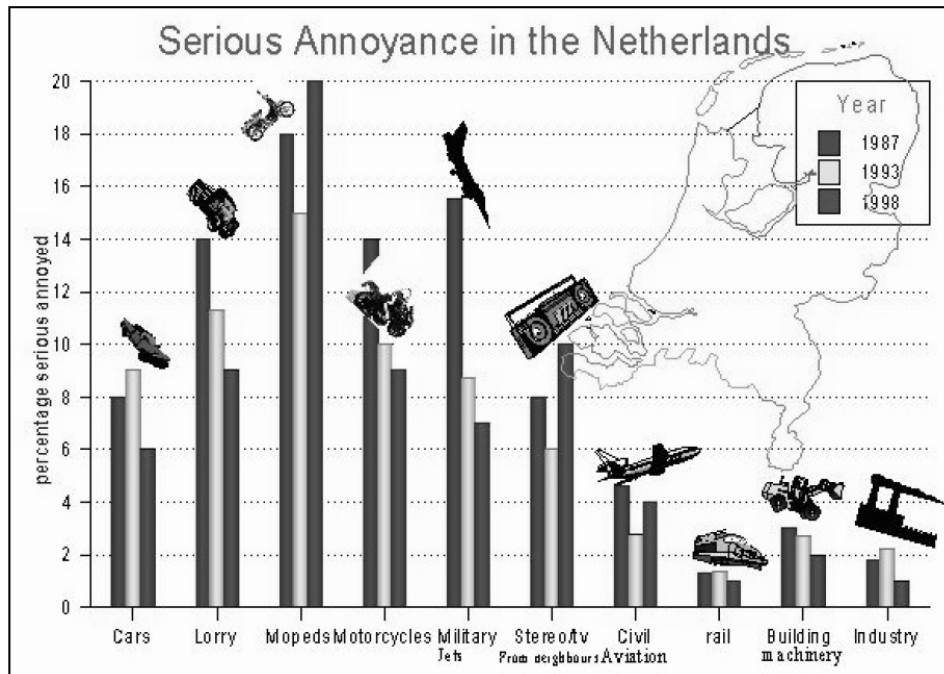 Serious Annoyance in the Netherlands
percentage serious annoyed
20
18
16
14
12
10
8
6
4
2
0
Year
1987
1993
1998
Cars Lorry Mopeds Motorcycles Military Stereo/tv Civil rail Building Industry
Jets From neighbours Aviation machinery